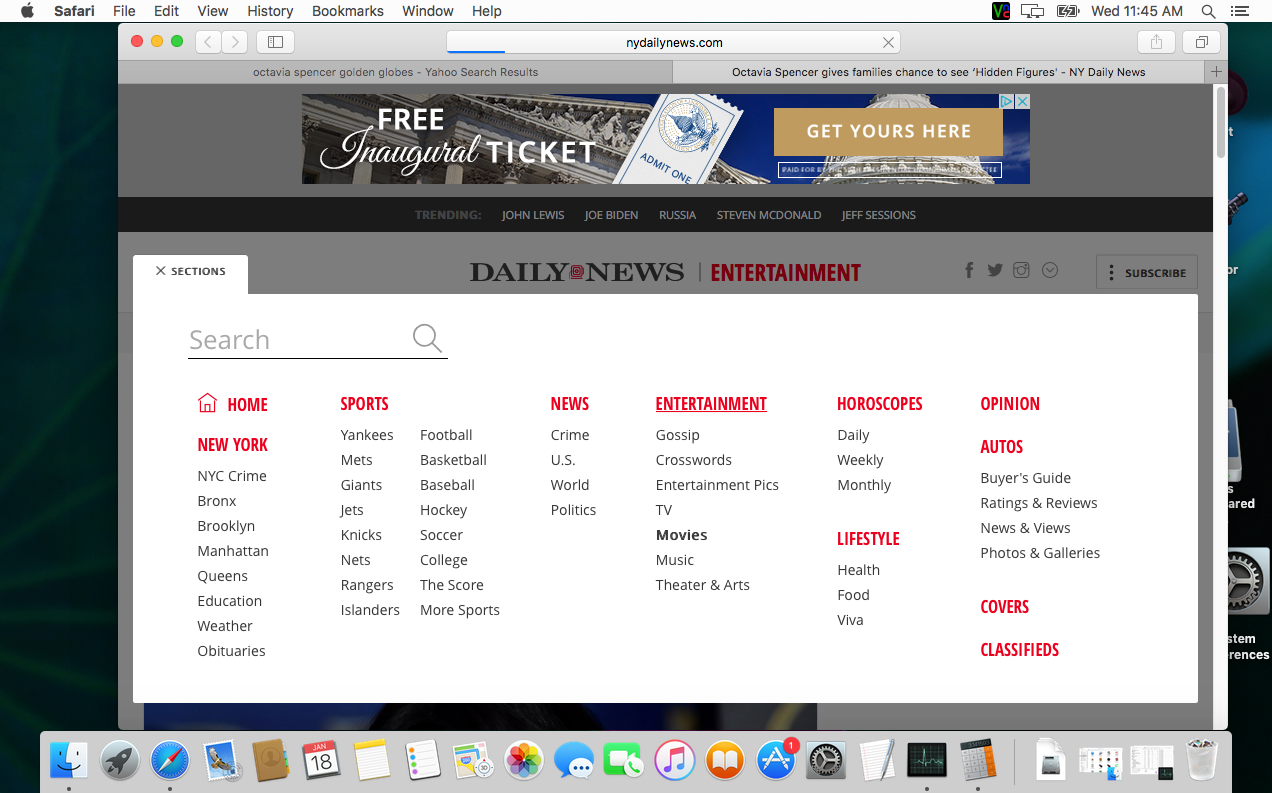 Safari File Edit View History Bookmarks Window Help Wed 11:45 AM
nydailynews.com
octavia spencer golden globes - Yahoo Search Results
Octavia Spencer gives families chance to see ‘Hidden Figures’ - NY Daily News
FREE
Inaugural TICKET
ADMIT ONE
GET YOURS HERE
TRENDING: JOHN LEWIS JOE BIDEN RUSSIA STEVEN MCDONALD JEFF SESSIONS
SECTIONS
DAILY NEWS | ENTERTAINMENT
SUBSCRIBE
Search
HOME
NEW YORK
NYC Crime
Bronx
Brooklyn
Manhattan
Queens
Education
Weather
Obituaries
SPORTS
Yankees
Mets
Giants
Jets
Knicks
Nets
Rangers
Islanders
Football
Basketball
Baseball
Hockey
Soccer
College
The Score
More Sports
NEWS
Crime
U.S.
World
Politics
ENTERTAINMENT
Gossip
Crosswords
Entertainment Pics
TV
Movies
Music
Theater & Arts
HOROSCOPES
Daily
Weekly
Monthly
LIFESTYLE
Health
Food
Viva
OPINION
AUTOS
Buyer's Guide
Ratings & Reviews
News & Views
Photos & Galleries
COVERS
CLASSIFIEDS
t
or
s
ared
stem
rences
JAN
18
1